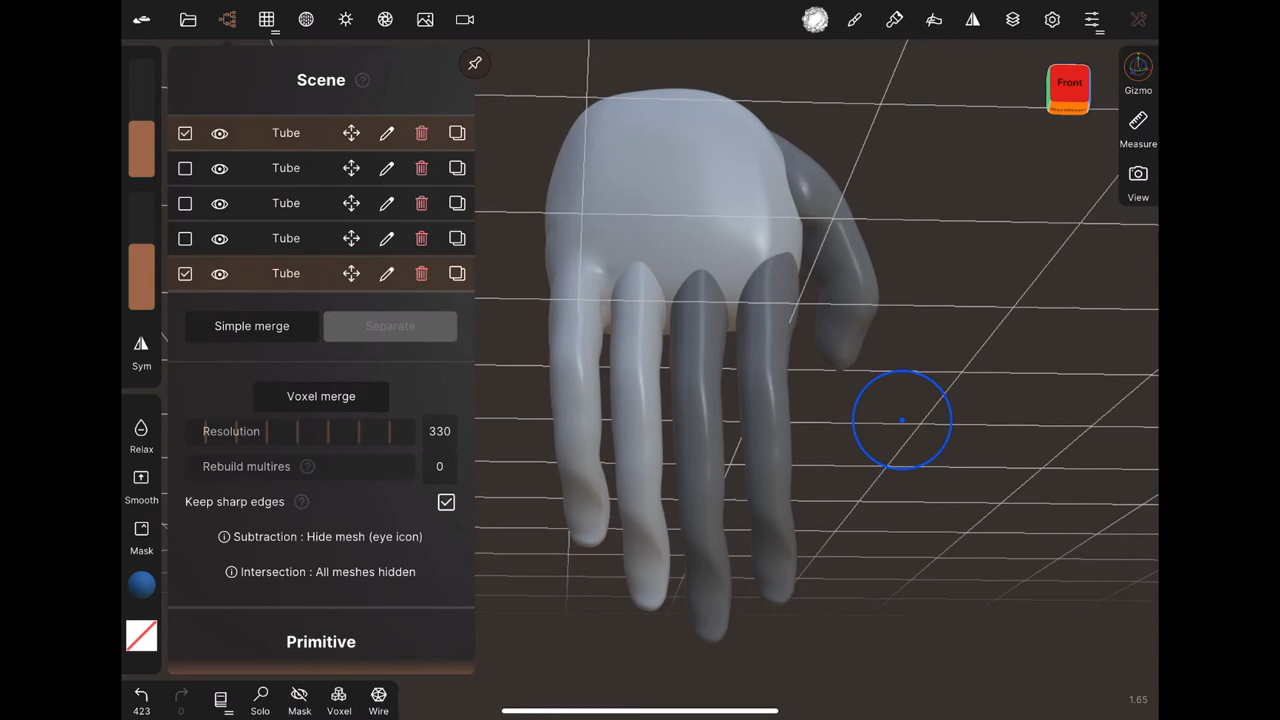 Scene
Front
Gizmo
Tube
Measure
Tube
View
Tube
Tube
Tube
Simple merge
Separate
Sym
Voxel merge
Resolution 330
Relax
Rebuild multires 0
Smooth
Keep sharp edges
Subtraction : Hide mesh (eye icon)
Mask
Intersection : All meshes hidden
Primitive
423
0
Solo
Mask
Voxel
Wire
1.65